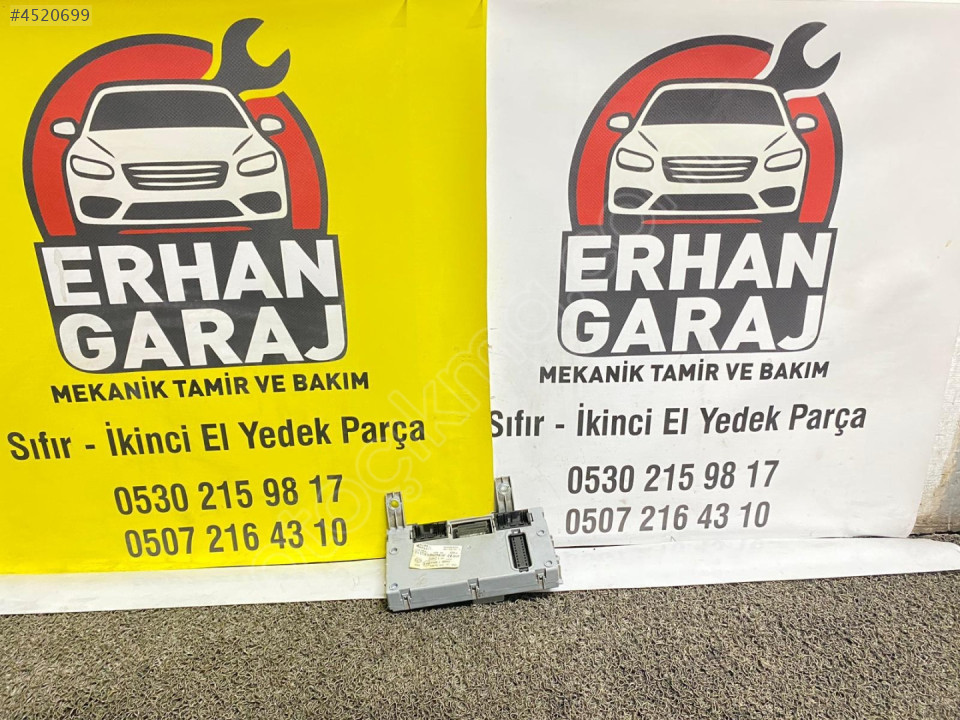 #4520699
ERHAN
GARAJ
MEKANİK TAMİR VE BAKIM
Sıfır - İkinci El Yedek Parça
0530 215 98 17
0507 216 43 10
ERHAN
GARAJ
MEKANİK TAMİR VE BAKIM
Sıfır - İkinci El Yedek Parça
0530 215 98 17
0507 216 43 10